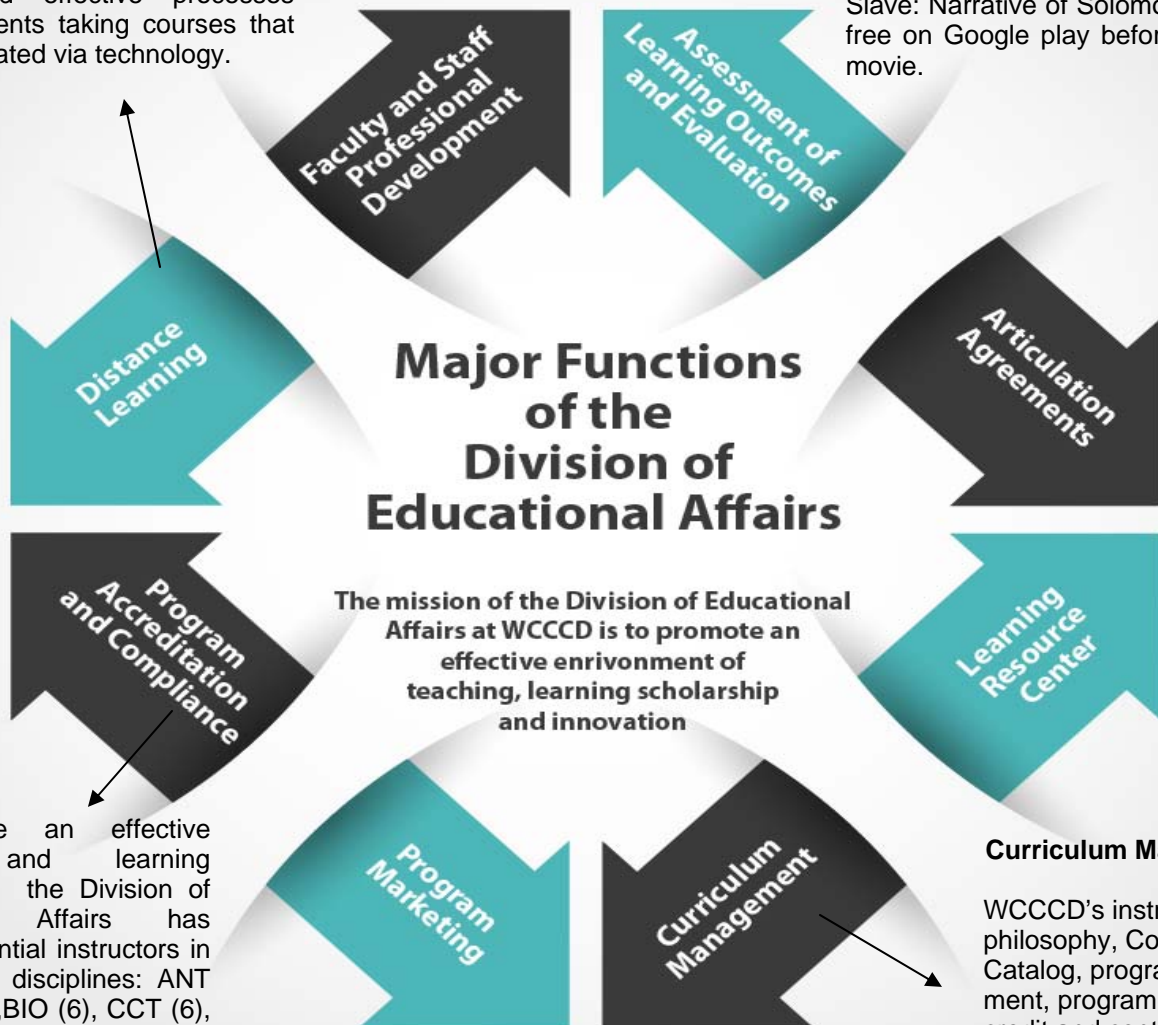 effective processes
ents taking courses that
ated via technology.
Slave: Narrative of Solomo
free on Google play befor
movie.
Faculty and Staff
Professional
Development
Assessment of
Learning Outcomes
and Evaluation
Distance
Learning
Articulation
Agreements
Major Functions
of the
Division of
Educational Affairs
The mission of the Division of Educational
Affairs at WCCCD is to promote an
effective enrivonment of
teaching, learning scholarship
and innovation
Program
Accreditation
and Compliance
Learning
Resource
Center
e an effective
and learning
the Division of
Affairs has
ntial instructors in
disciplines: ANT
,BIO (6), CCT (6),
Program
Marketing
Curriculum
Management
Curriculum M
WCCCD's instr
philosophy, Co
Catalog, progra
ment, program